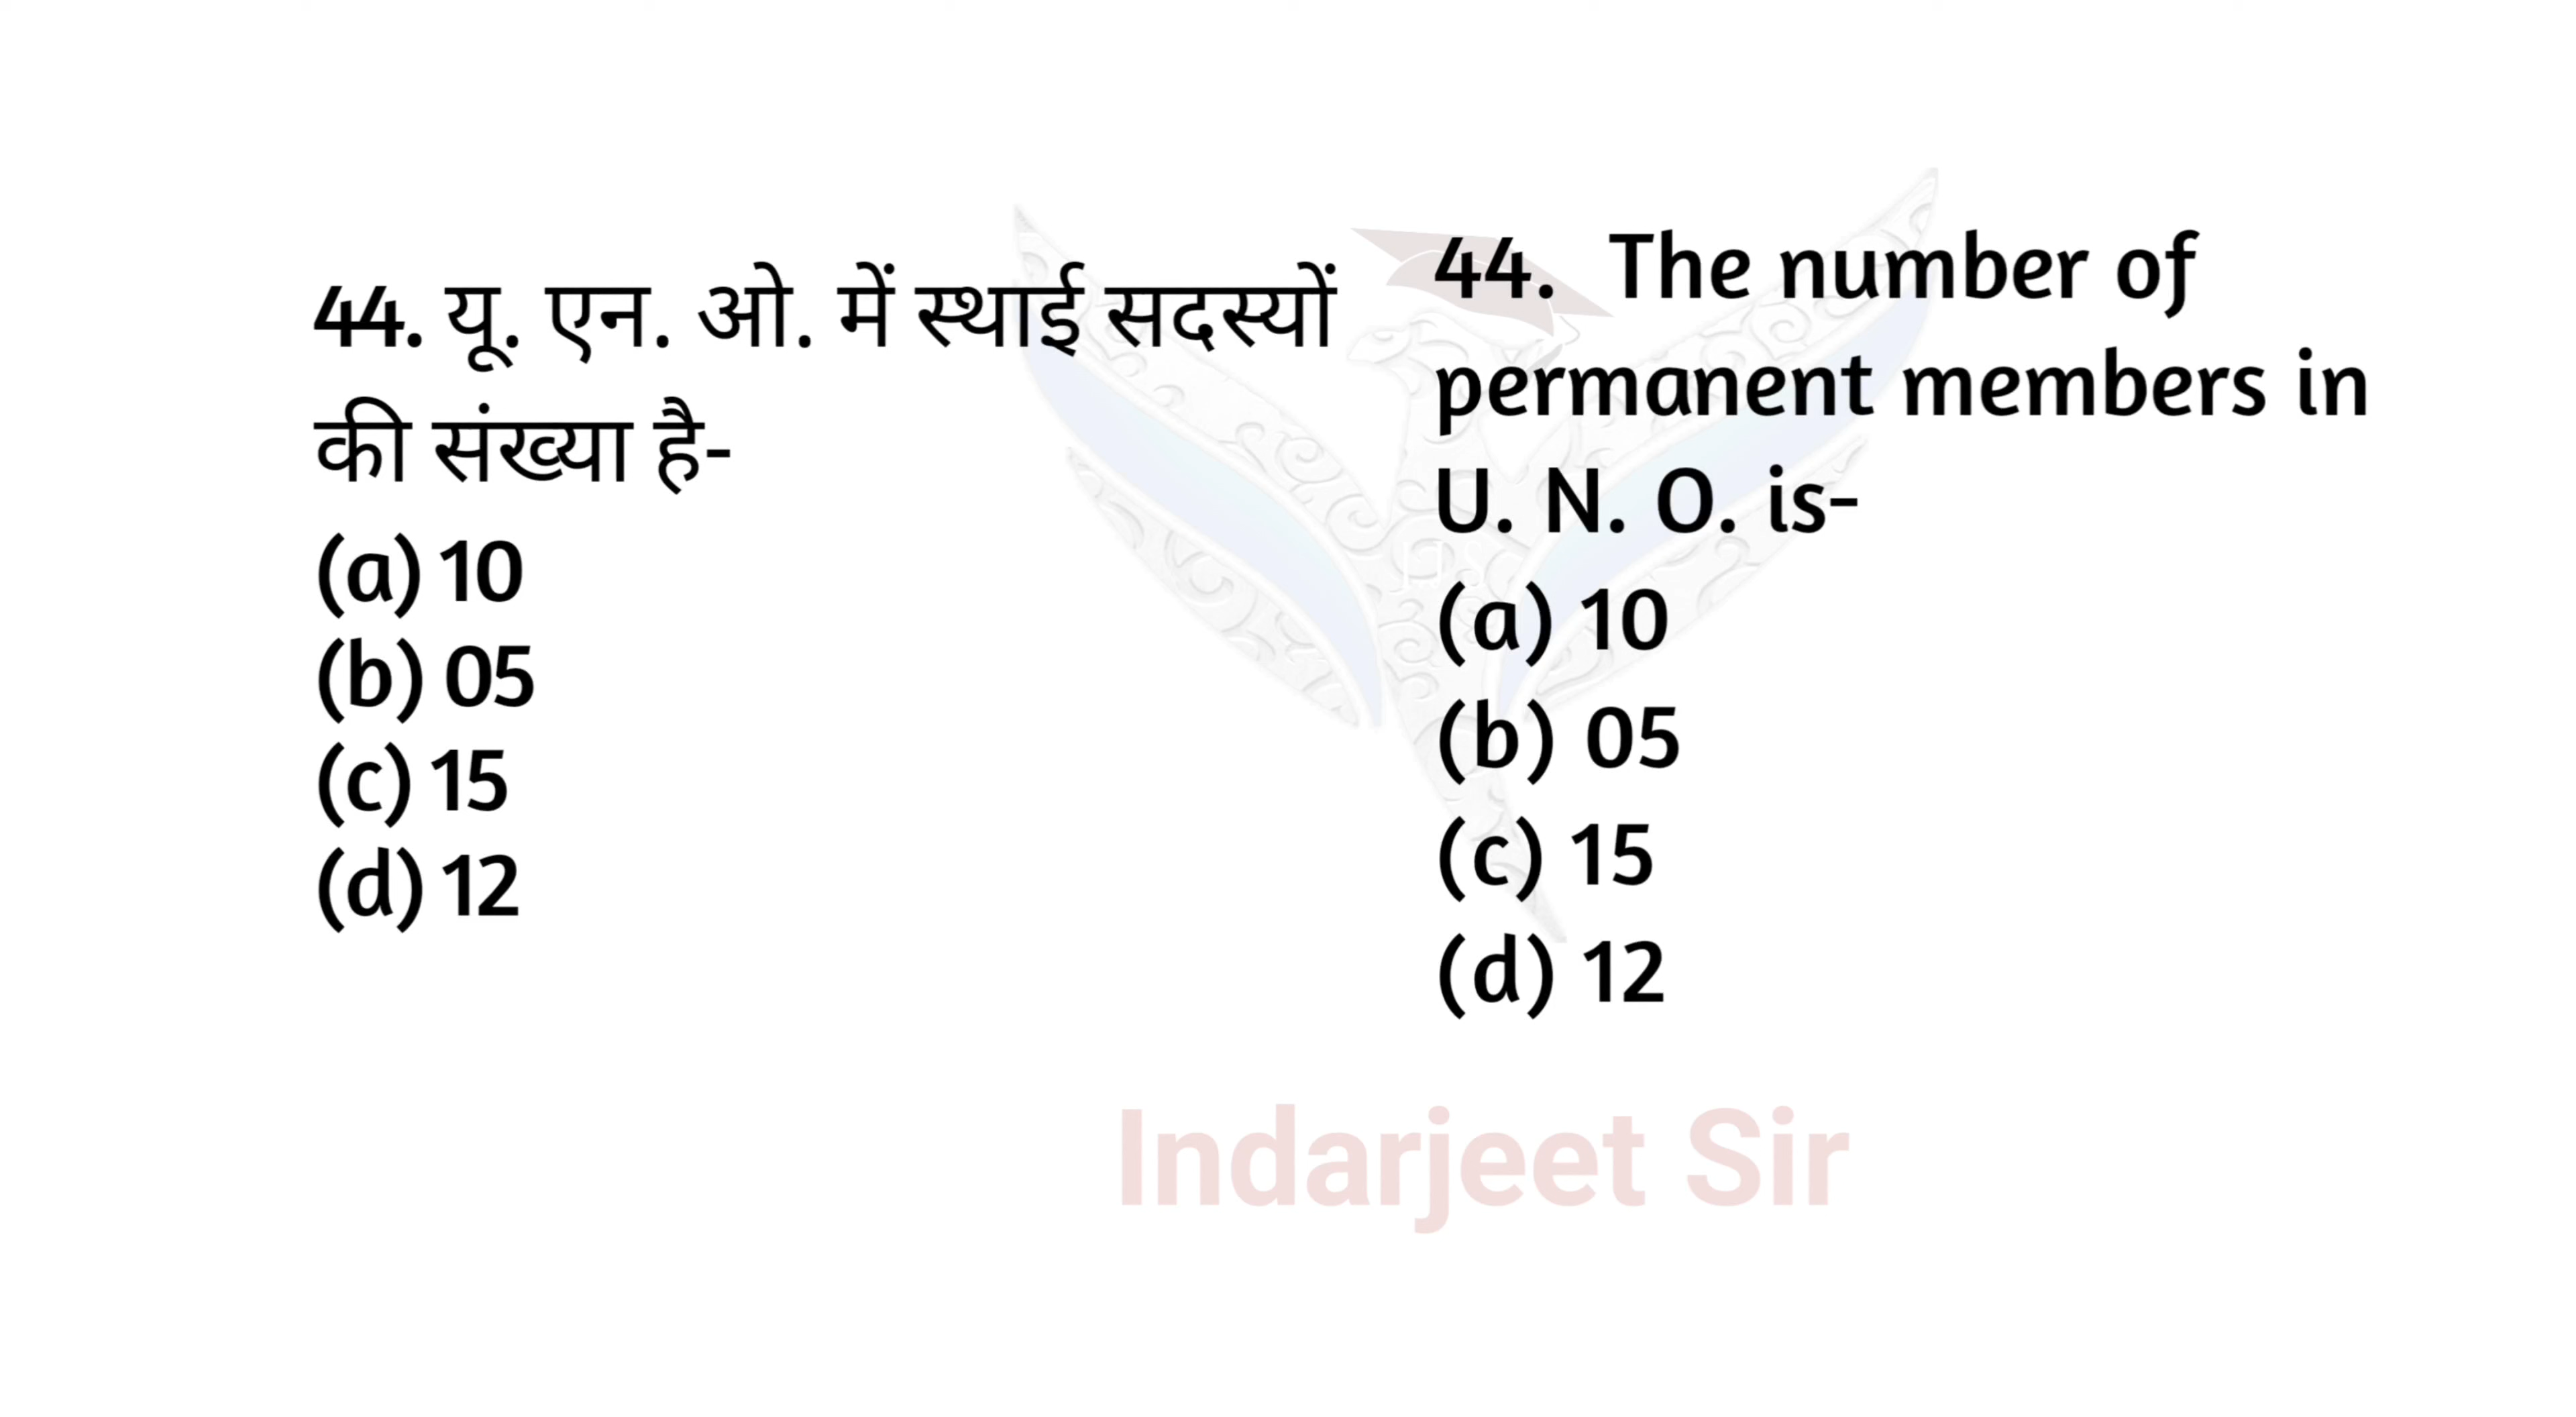 44. यू. एन. ओ. में स्थाई सदस्यों
की संख्या है-
(a) 10
(b) 05
(c) 15
(d) 12
44. The number of
permanent members in
U. N. O. is-
(a) 10
(b) 05
(c) 15
(d) 12
Indarjeet Sir